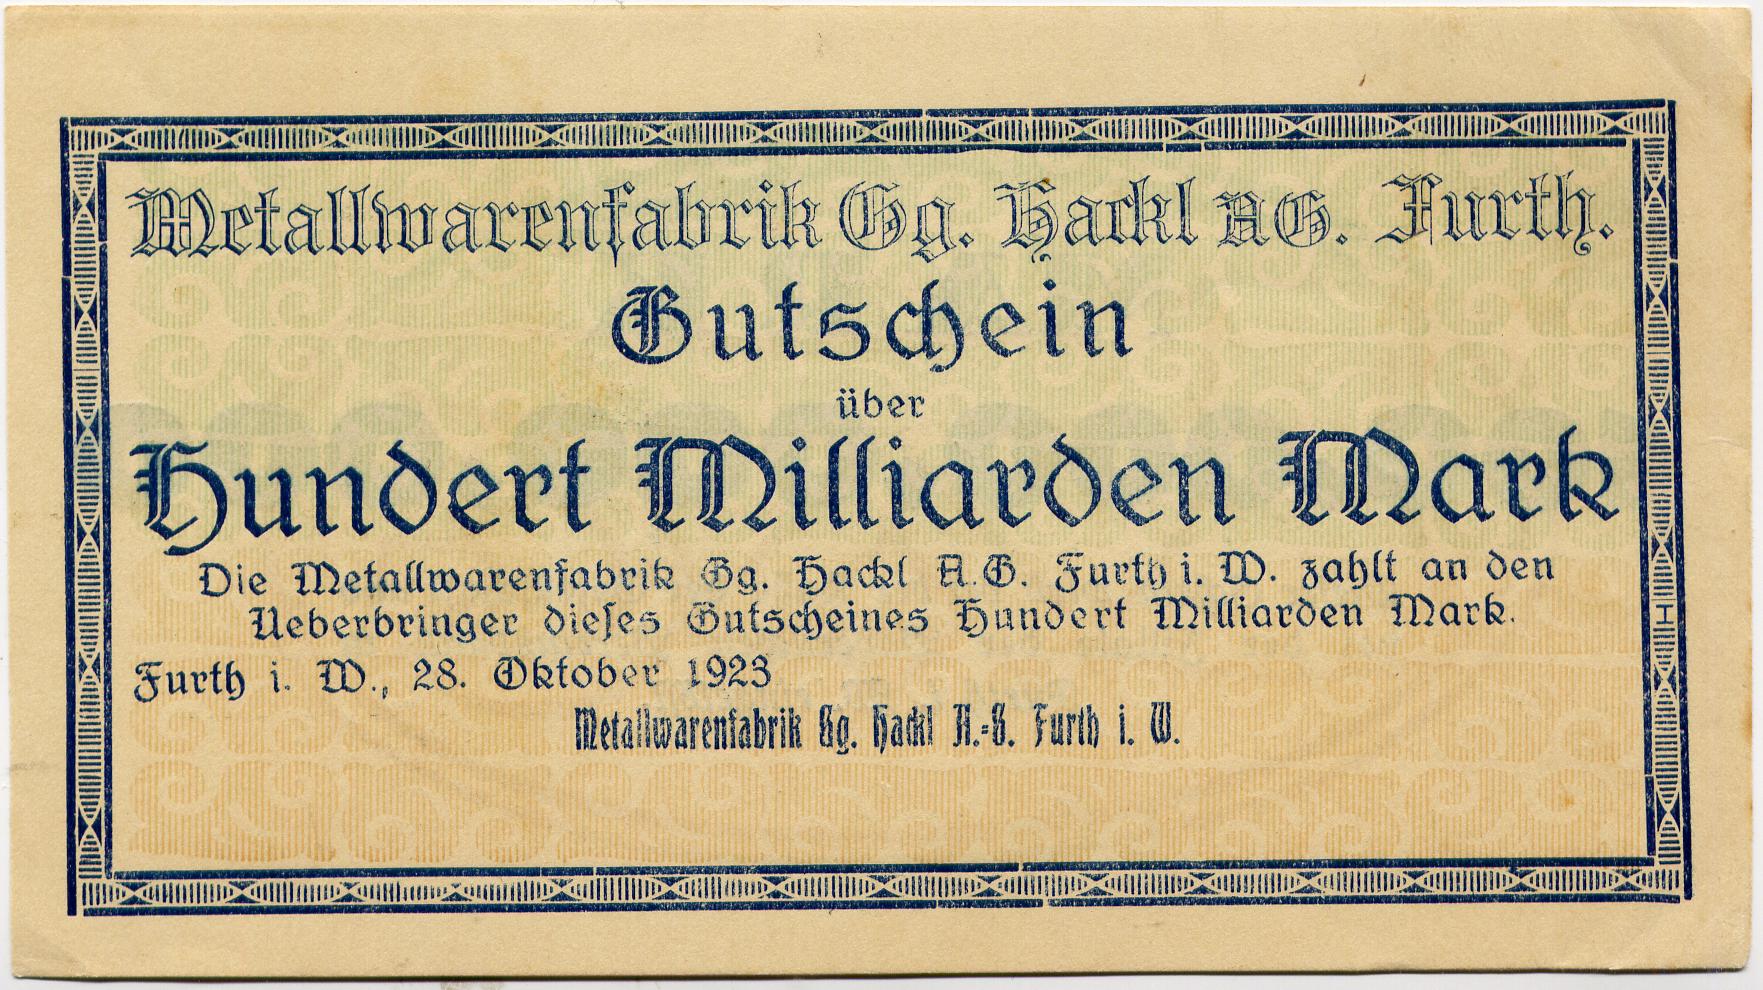 Metallwarenfabrik Gg. Hackl AG. Furth.
Gutschein
über
Hundert Milliarden Mark
Die Metallwarenfabrik Gg. Hackl A.G. Furth i. W. zahlt an den
Ueberbringer dieses Gutscheines Hundert Milliarden Mark.
Furth i. W., 28. Oktober 1923
Metallwarenfabrik Gg. Hackl A.=G. Furth i. W.